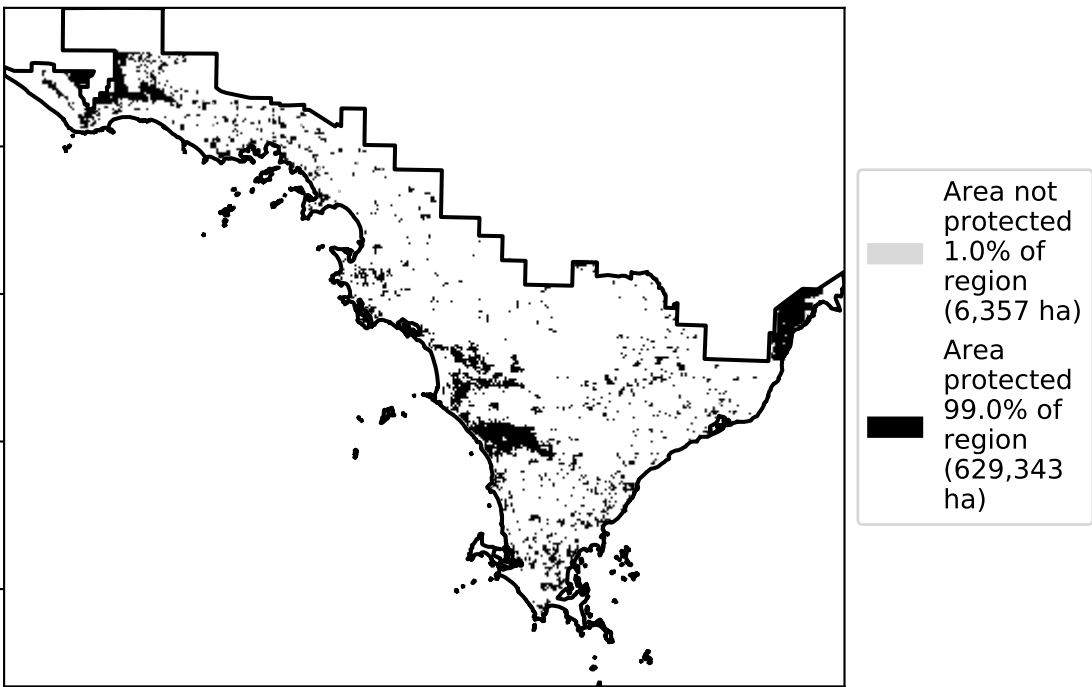 Area not
protected
1.0% of
region
(6,357 ha)
Area
protected
99.0% of
region
(629,343
ha)